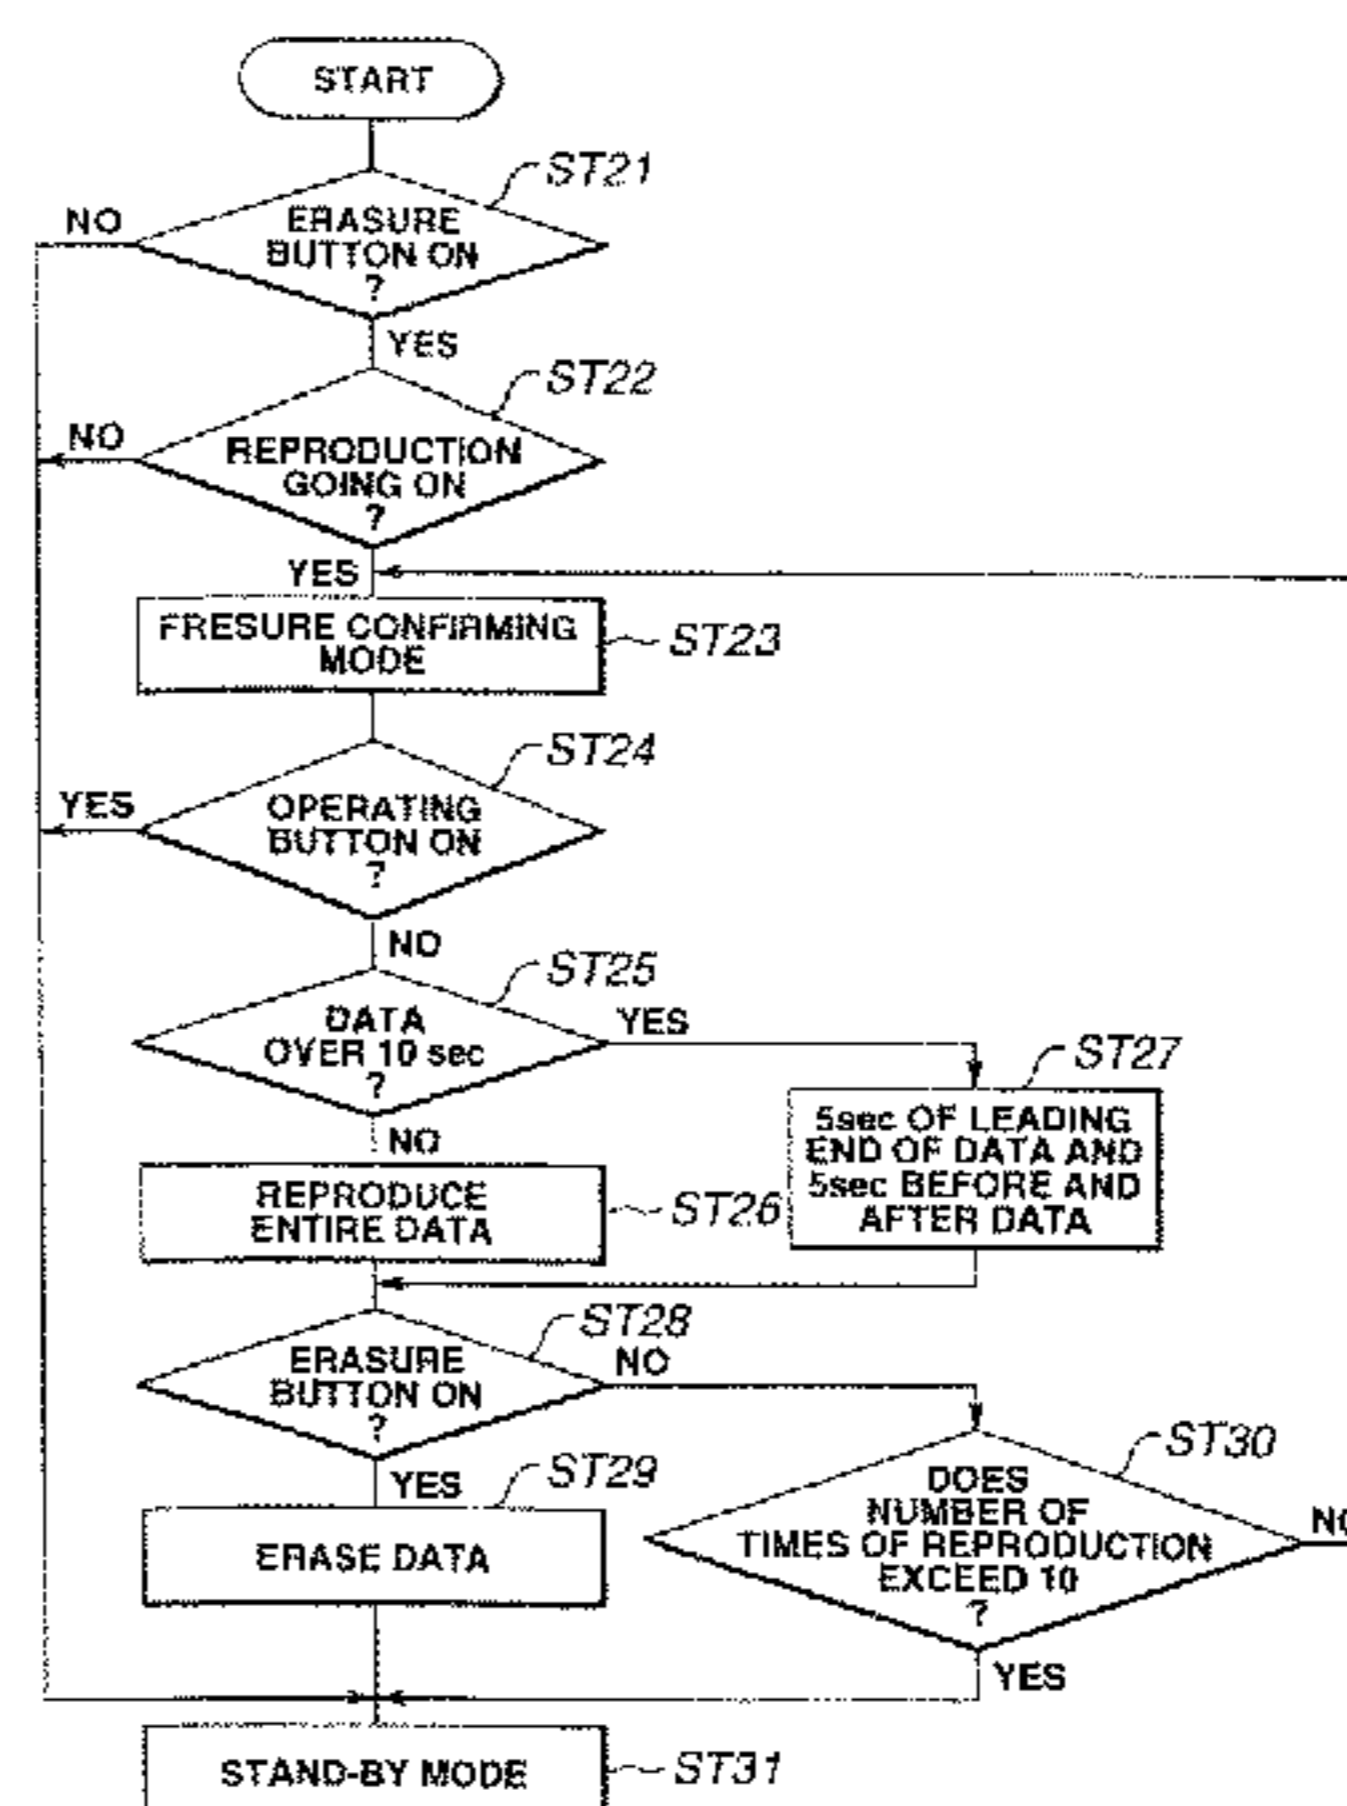 START
ST21
NO
ERASURE
BUTTON ON
?
YES
ST22
NO
REPRODUCTION
GOING ON
?
YES
FRESURE CONFIRMING
MODE
ST23
ST24
YES
OPERATING
BUTTON ON
?
NO
ST25
DATA
OVER 10 sec
?
YES
NO
ST27
5sec OF LEADING
END OF DATA AND
5sec BEFORE AND
AFTER DATA
REPRODUCE
ENTIRE DATA
ST26
ST28
ERASURE
BUTTON ON
?
NO
YES
ST29
ERASE DATA
ST30
DOES
NUMBER OF
TIMES OF REPRODUCTION
EXCEED 10
?
NO
YES
STAND-BY MODE
ST31